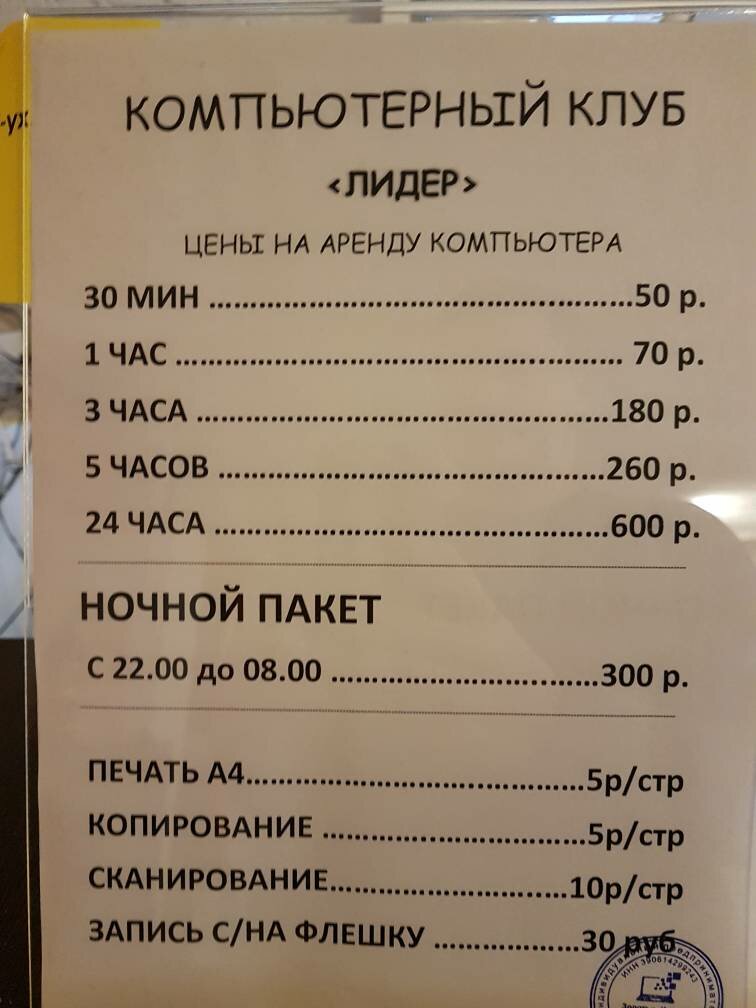 -ух
КОМПЬЮТЕРНЫЙ КЛУБ
<ЛИДЕР>
ЦЕНЫ НА АРЕНДУ КОМПЬЮТЕРА
30 МИН ................................................50 р.
1 ЧАС ................................................... 70 р.
3 ЧАСА ...............................................180 р.
5 ЧАСОВ ............................................260 р.
24 ЧАСА .............................................600 р.
НОЧНОЙ ПАКЕТ
С 22.00 до 08.00 ...............................300 р.
ПЕЧАТЬ А4.......................................5р/стр
КОПИРОВАНИЕ ..............................5р/стр
СКАНИРОВАНИЕ...........................10р/стр
ЗАПИСЬ С/НА ФЛЕШКУ .................30 руб